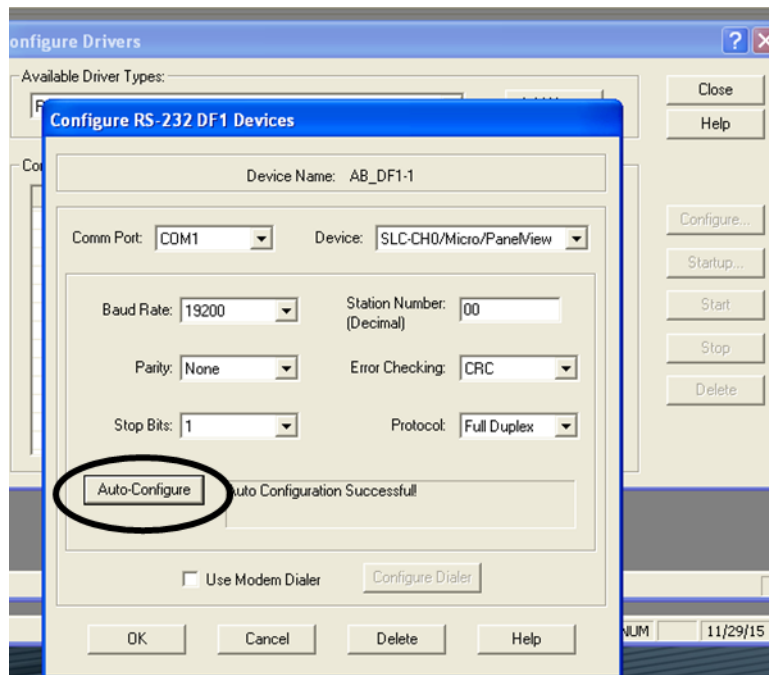 onfigure Drivers
Available Driver Types:
Close
Configure RS-232 DF1 Devices
Help
Device Name: AB_DF1-1
Comm Port: COM1 Device: SLC-CH0/Micro/PanelView
Configure...
Startup...
Baud Rate: 19200 Station Number: 00
(Decimal)
Start
Parity: None Error Checking: CRC
Stop
Delete
Stop Bits: 1 Protocol: Full Duplex
Auto-Configure Auto Configuration Successful!
Use Modem Dialer Configure Dialer
OK Cancel Delete Help
NUM 11/29/15